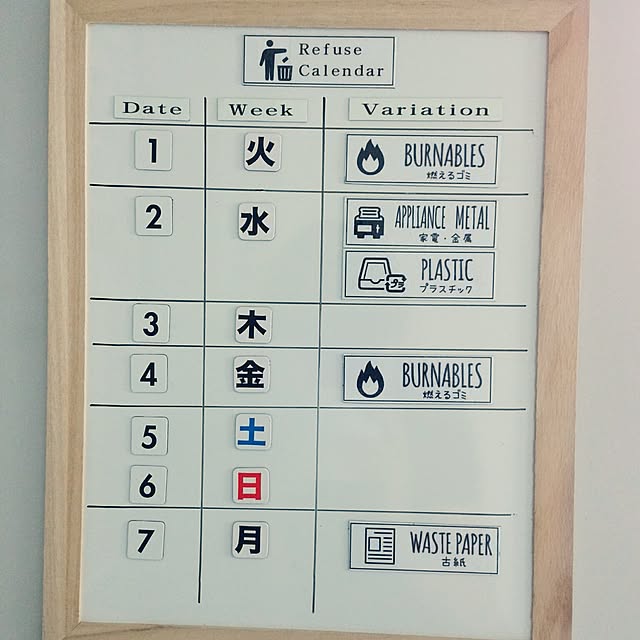 Refuse
Calendar
Date Week Variation
1 火 BURNABLES
燃えるゴミ
2 水 APPLIANCE METAL
家電・金属
プラ PLASTIC
プラスチック
3 木
4 金 BURNABLES
燃えるゴミ
5 土
6 日
7 月 WASTE PAPER
古紙